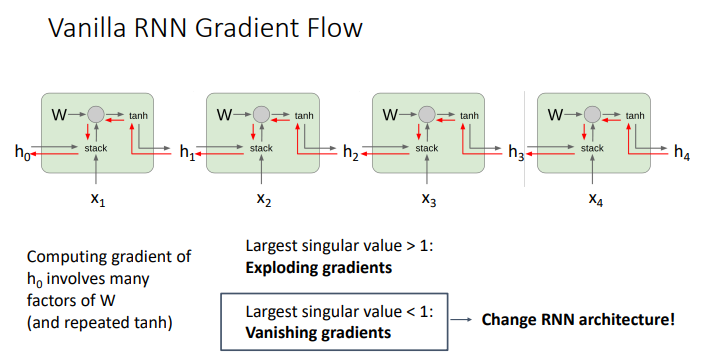 Vanilla RNN Gradient Flow
W tanh W tanh W tanh W tanh
h₀ stack h₁ stack h₂ stack h₃ stack h₄
x₁ x₂ x₃ x₄
Computing gradient of
h₀ involves many
factors of W
(and repeated tanh)
Largest singular value > 1:
Exploding gradients
Largest singular value < 1:
Vanishing gradients
Change RNN architecture!